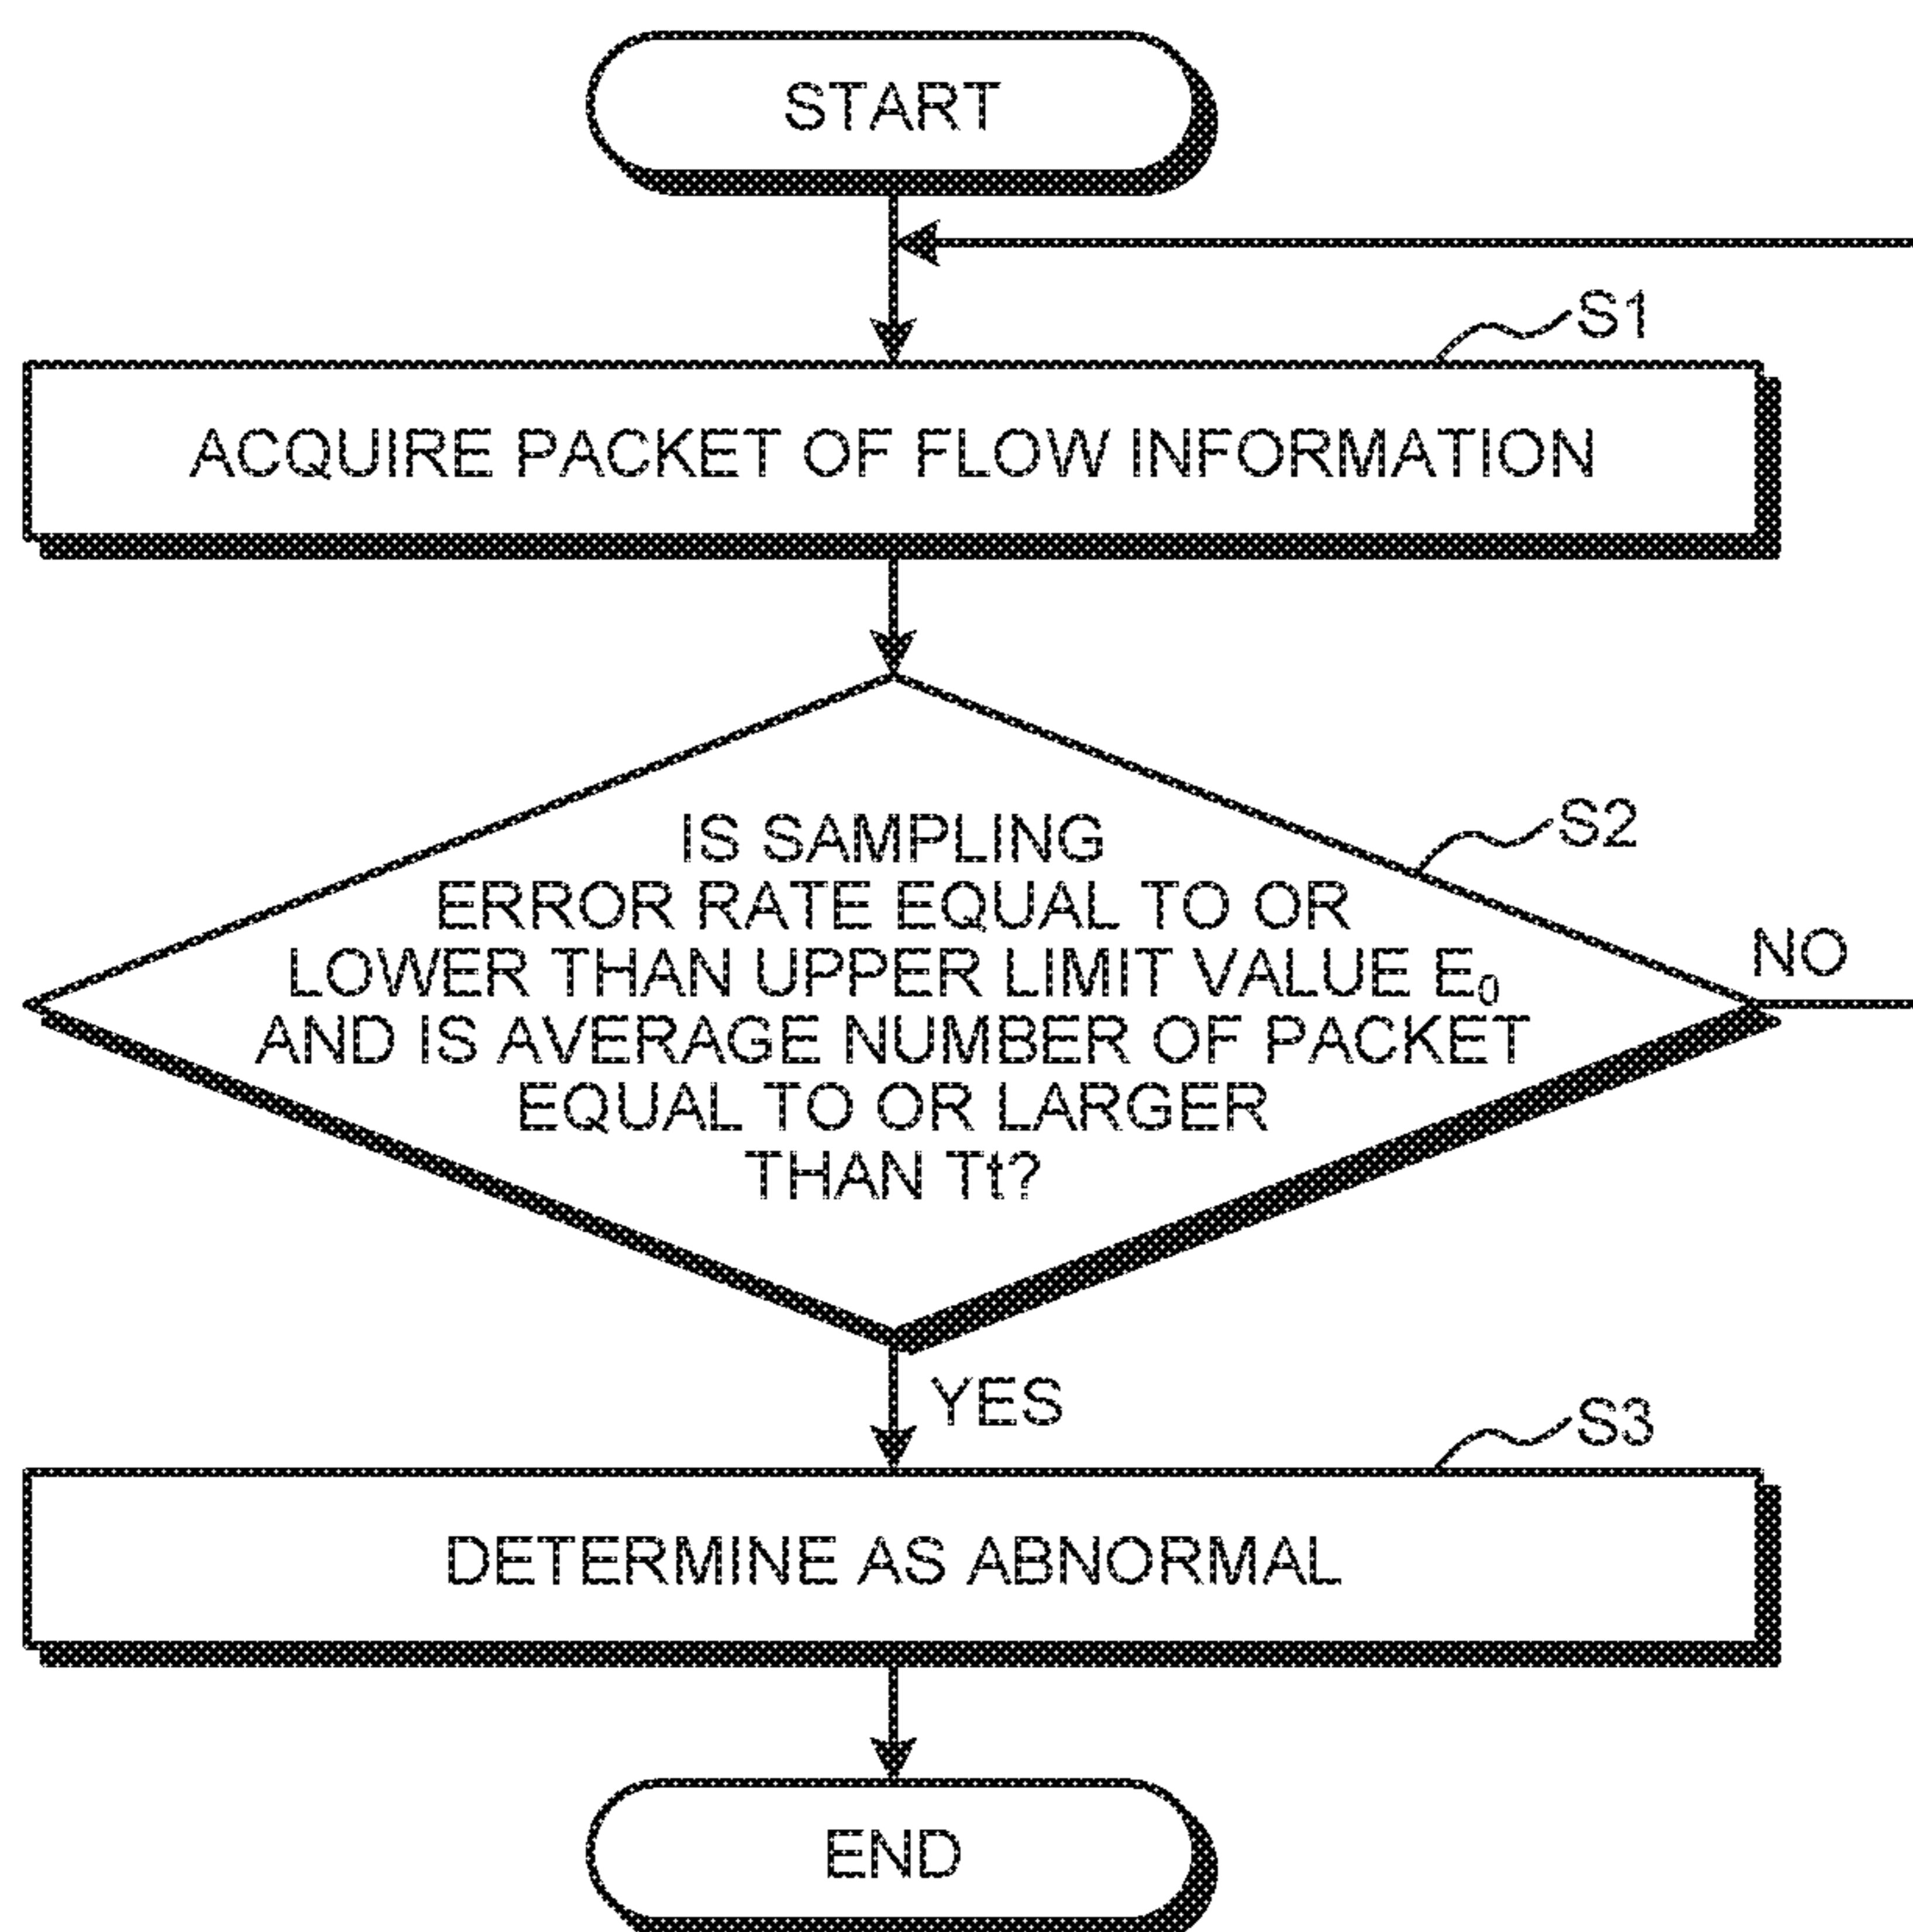 START
S1
ACQUIRE PACKET OF FLOW INFORMATION
S2
IS SAMPLING
ERROR RATE EQUAL TO OR
LOWER THAN UPPER LIMIT VALUE E₀
AND IS AVERAGE NUMBER OF PACKET
EQUAL TO OR LARGER
THAN Tt?
NO
YES
S3
DETERMINE AS ABNORMAL
END